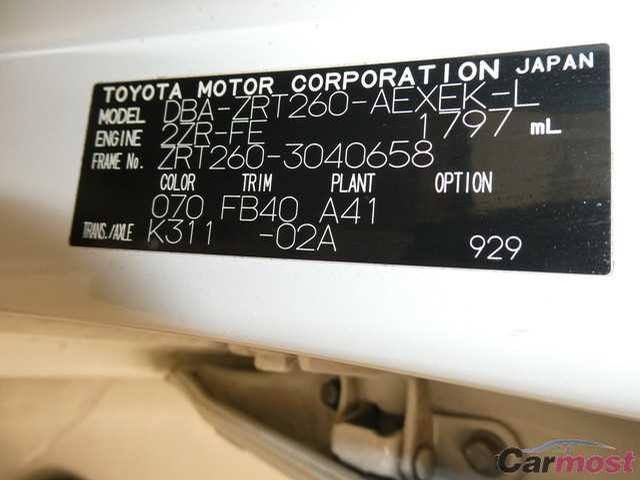 TOYOTA MOTOR CORPORATION JAPAN
MODEL DBA-ZRT260-AEXEK-L
ENGINE 2ZR-FE 1797 mL
FRAME No. ZRT260-3040658
COLOR TRIM PLANT OPTION
070 FB40 A41
TRANS./AXLE K311 -02A 929
Carmost